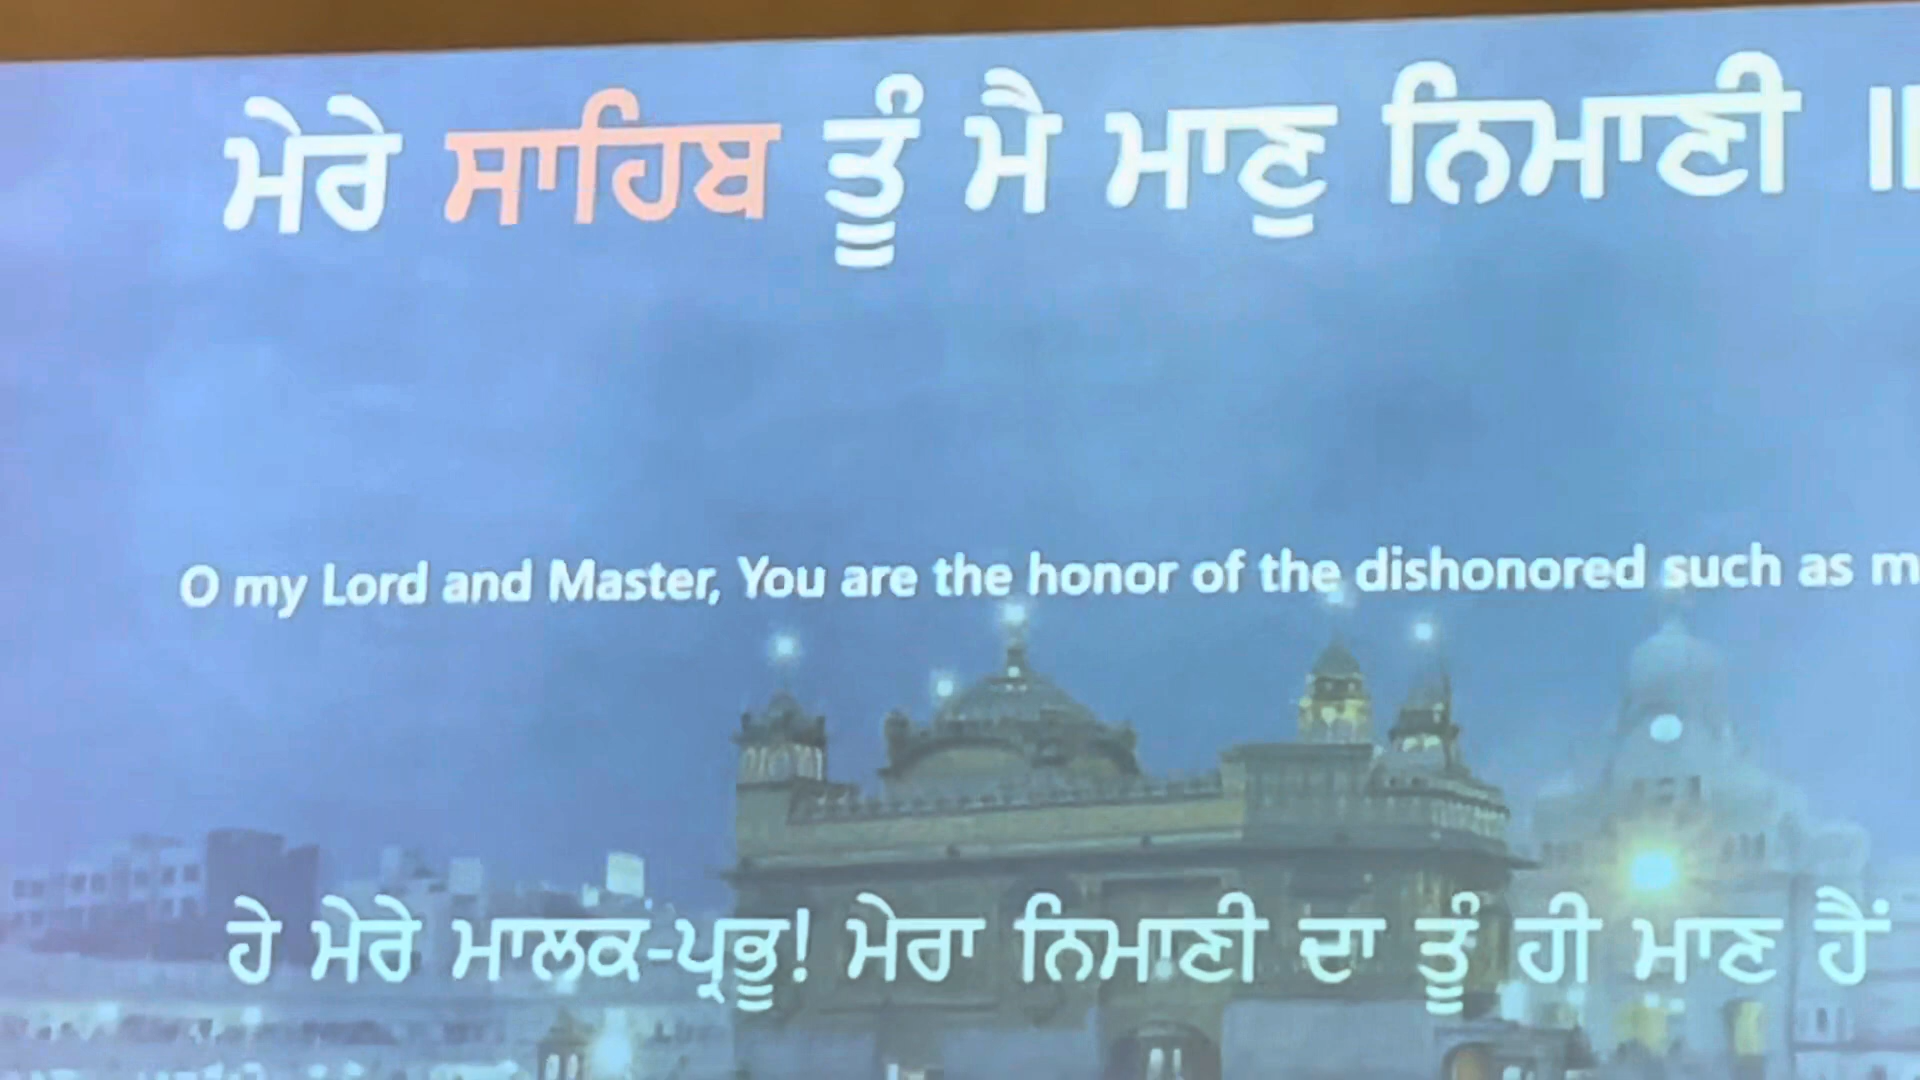 ਮੇਰੇ ਸਾਹਿਬ ਤੂੰ ਮੈ ਮਾਣੁ ਨਿਮਾਣੀ ॥
O my Lord and Master, You are the honor of the dishonored such as
ਹੇ ਮੇਰੇ ਮਾਲਕ-ਪ੍ਰਭੂ! ਮੇਰਾ ਨਿਮਾਣੀ ਦਾ ਤੂੰ ਹੀ ਮਾਣ ਹੈਂ